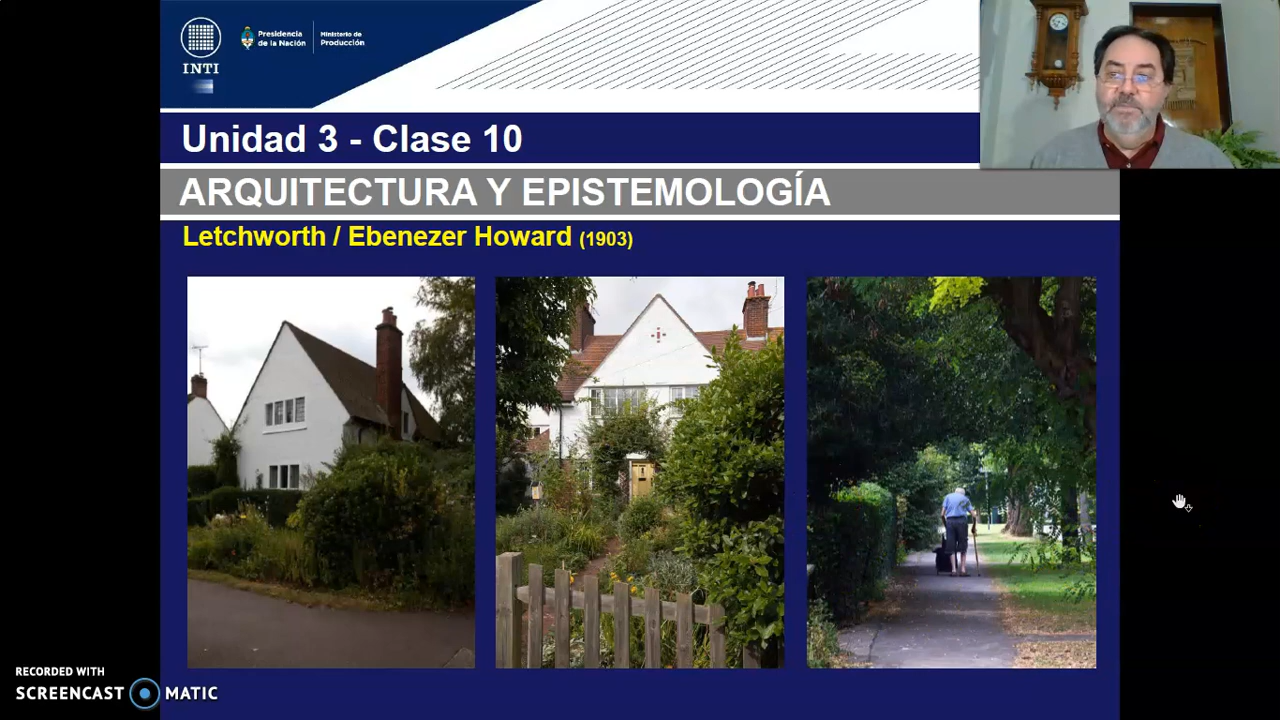 INTI
Presidencia
de la Nación
Ministerio de
Producción
Unidad 3 - Clase 10
ARQUITECTURA Y EPISTEMOLOGÍA
Letchworth / Ebenezer Howard (1903)
RECORDED WITH
SCREENCAST MATIC